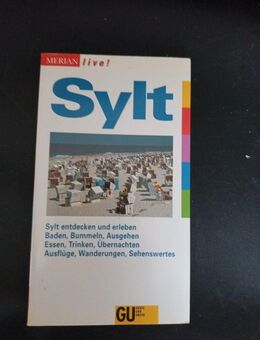 MERIAN live!
Sylt
Sylt entdecken und erleben
Baden, Bummeln, Ausgehen
Essen, Trinken, Übernachten
Ausflüge, Wanderungen, Sehenswertes
GU